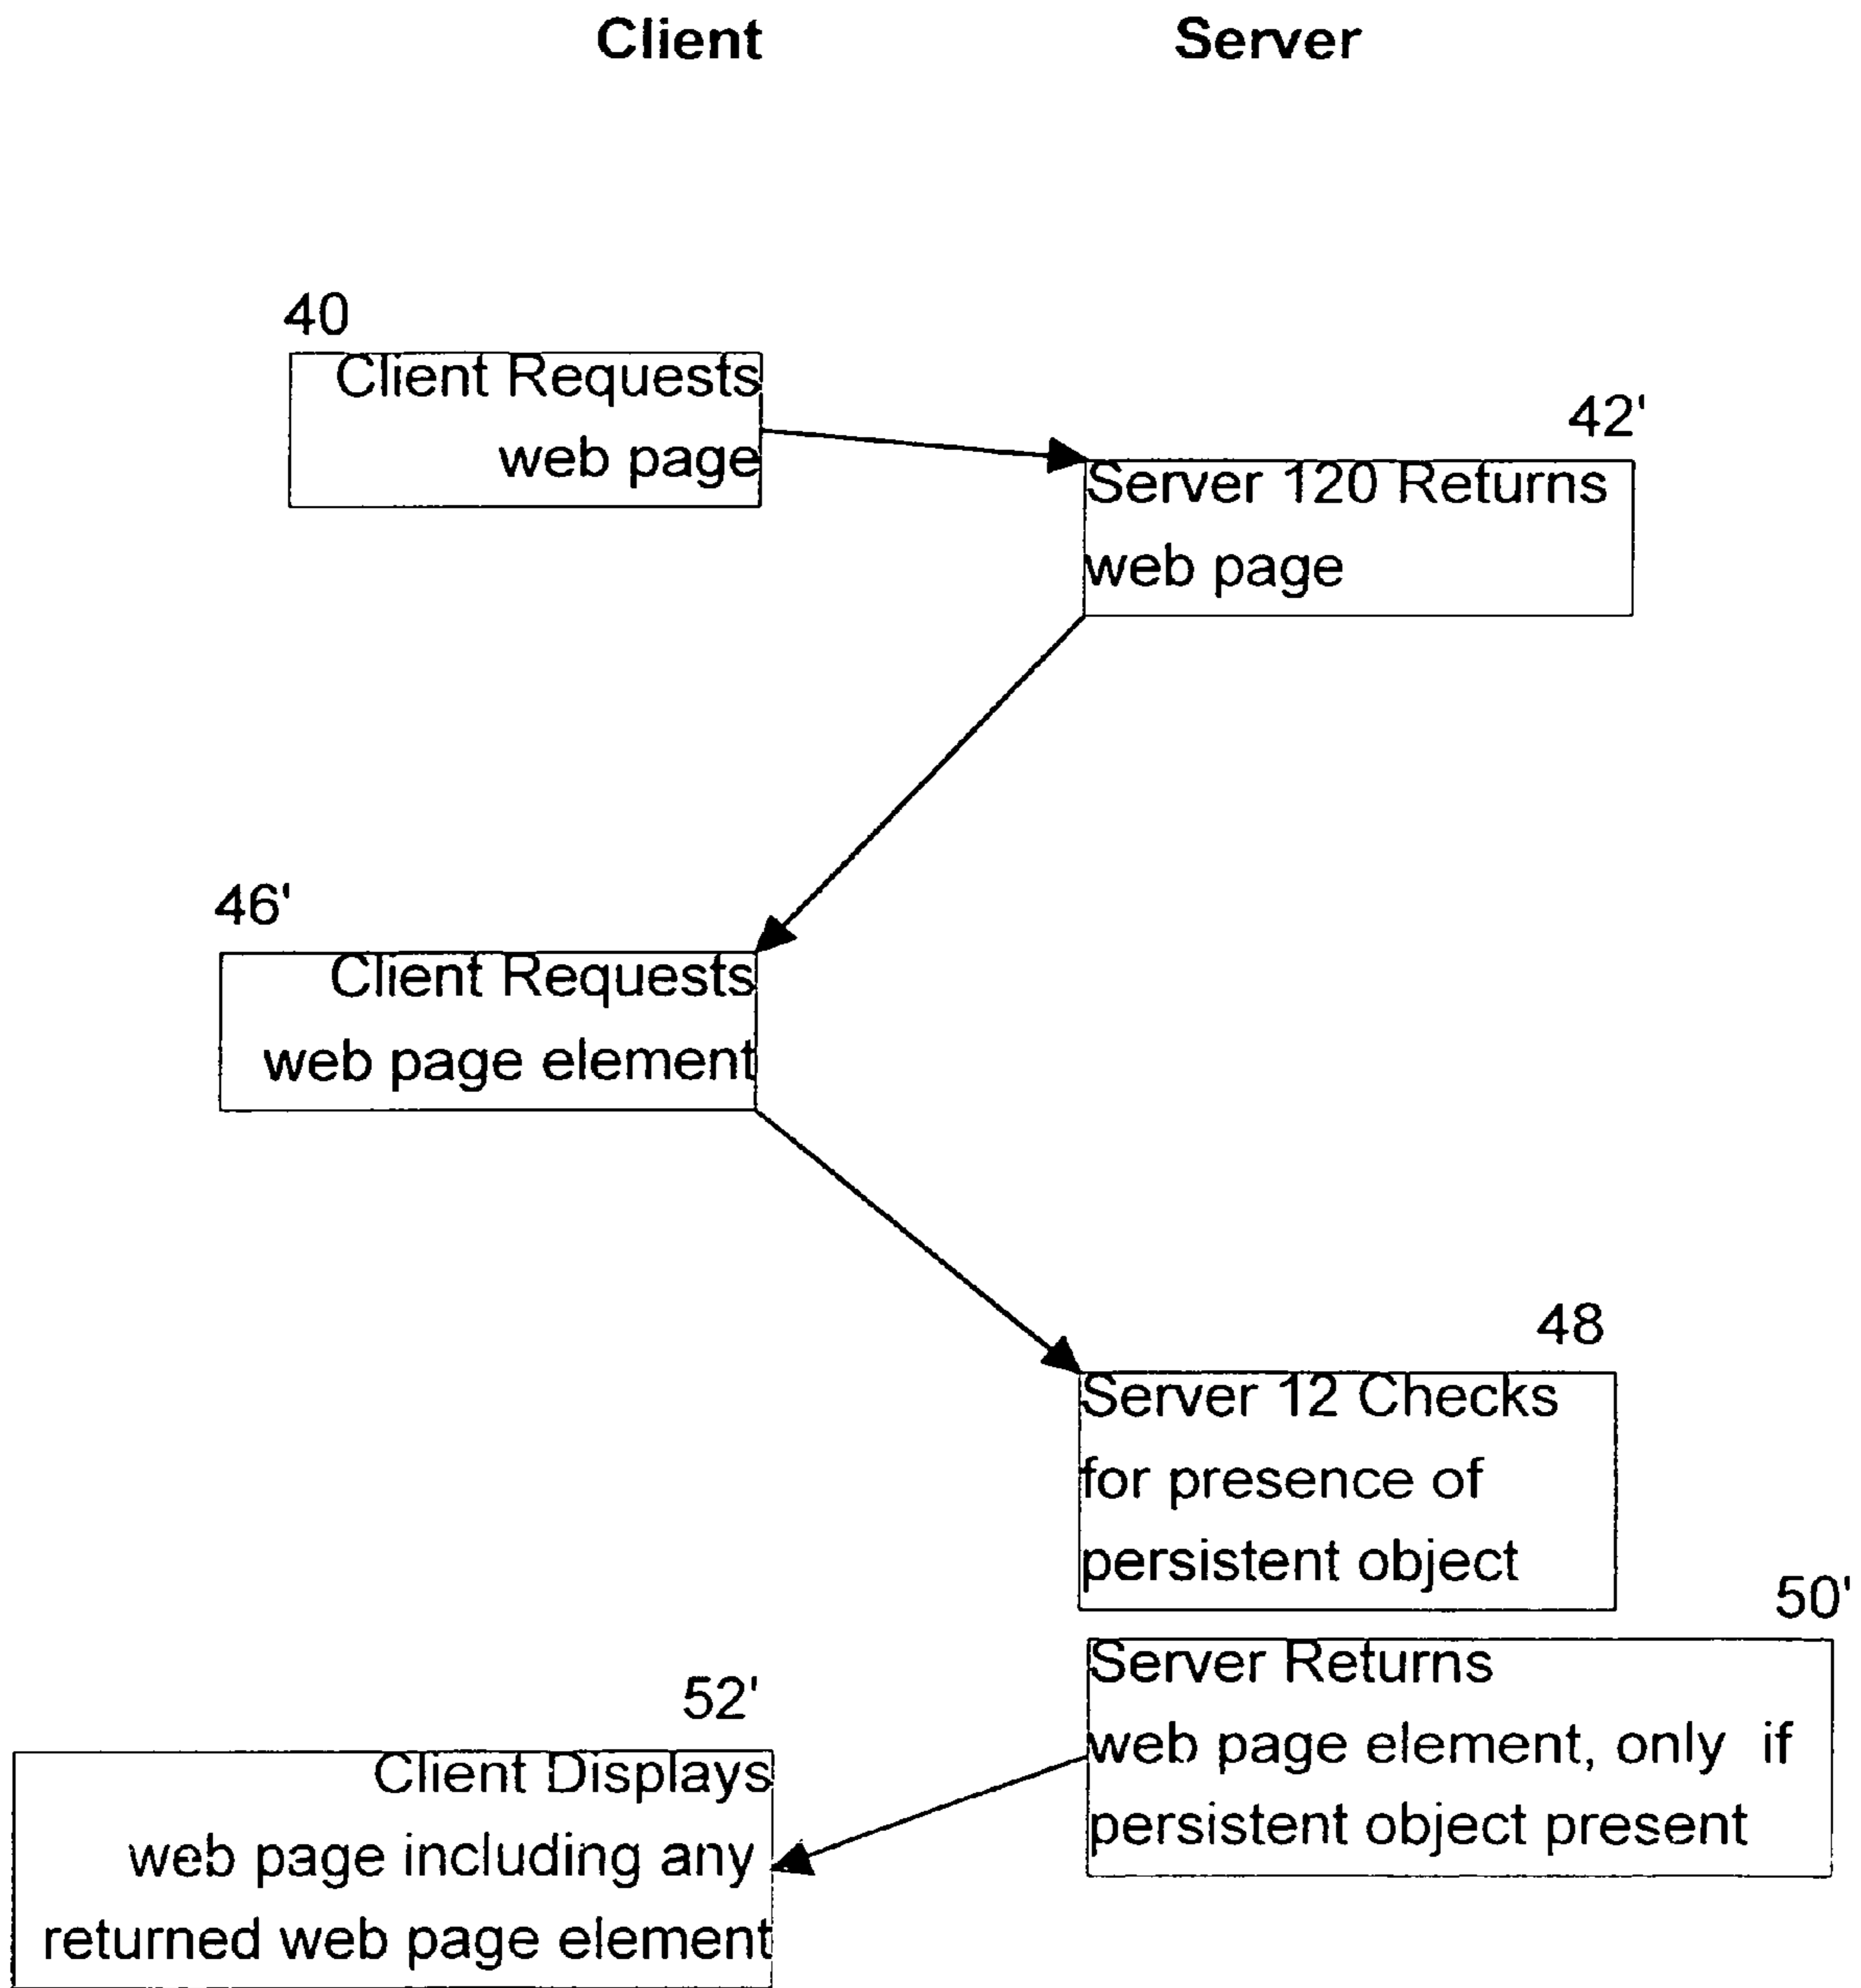 Client
Server
40
Client Requests
web page
42'
Server 120 Returns
web page
46'
Client Requests
web page element
48
Server 12 Checks
for presence of
persistent object
50'
Server Returns
web page element, only if
persistent object present
52'
Client Displays
web page including any
returned web page element